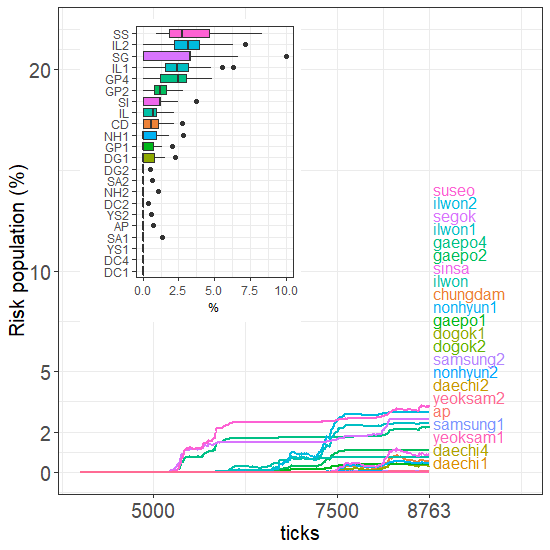 Risk population (%)
20
10
5
2
0
SS
IL2
SG
IL1
GP4
GP2
SI
IL
CD
NH1
GP1
DG1
DG2
SA2
NH2
DC2
YS2
AP
SA1
YS1
DC4
DC1
0.0 2.5 5.0 7.5 10.0
%
suseo
ilwon2
segok
ilwon1
gaepo4
gaepo2
sinsa
ilwon
chungdam
nonhyun1
gaepo1
dogok1
dogok2
samsung2
nonhyun2
daechi2
yeoksam2
ap
samsung1
yeoksam1
daechi4
daechi1
5000 7500 8763
ticks